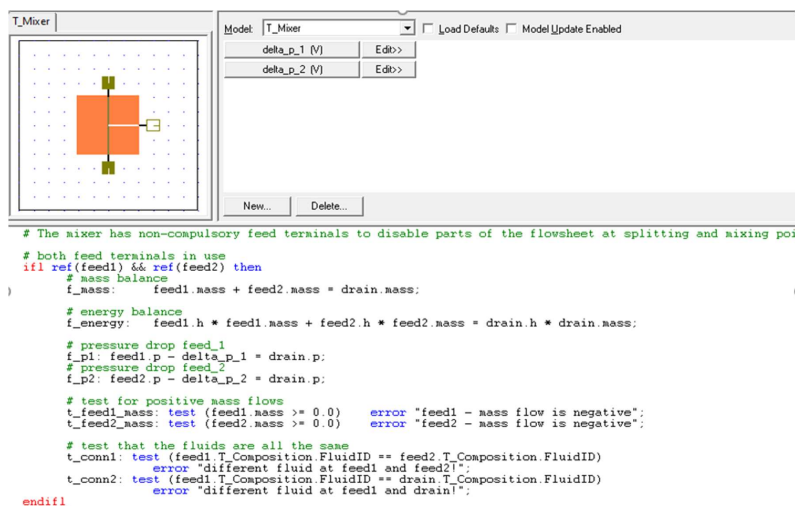 T_Mixer
Model: T_Mixer Load Defaults Model Update Enabled
delta_p_1 (V) Edit>>
delta_p_2 (V) Edit>>
New... Delete...
# The mixer has non-compulsory feed terminals to disable parts of the flowsheet at splitting and mixing poi
# both feed terminals in use
ifl ref(feed1) && ref(feed2) then
# mass balance
f_mass: feed1.mass + feed2.mass = drain.mass;
# energy balance
f_energy: feed1.h * feed1.mass + feed2.h * feed2.mass = drain.h * drain.mass;
# pressure drop feed_1
f_p1: feed1.p - delta_p_1 = drain.p;
# pressure drop feed_2
f_p2: feed2.p - delta_p_2 = drain.p;
# test for positive mass flows
t_feed1_mass: test (feed1.mass >= 0.0) error "feed1 - mass flow is negative";
t_feed2_mass: test (feed2.mass >= 0.0) error "feed2 - mass flow is negative";
# test that the fluids are all the same
t_conn1: test (feed1.T_Composition.FluidID == feed2.T_Composition.FluidID)
error "different fluid at feed1 and feed2!";
t_conn2: test (feed1.T_Composition.FluidID == drain.T_Composition.FluidID)
error "different fluid at feed1 and drain!";
endifl